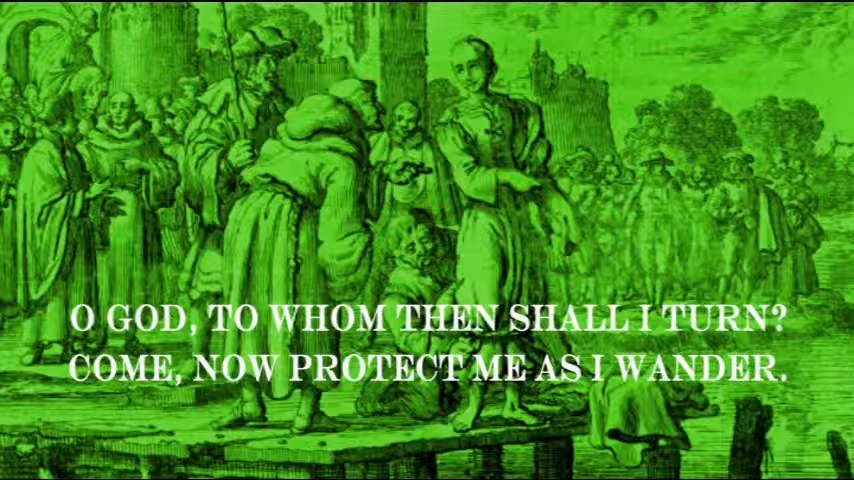 O GOD, TO WHOM THEN SHALL I TURN?
COME, NOW PROTECT ME AS I WANDER.